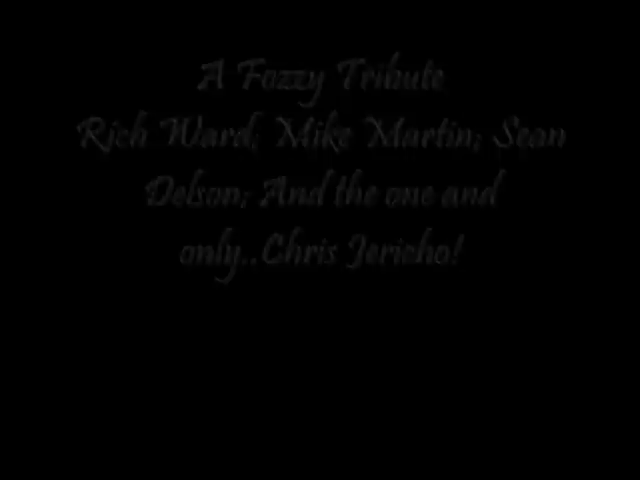 A Fozzy Tribute
Rich Ward; Mike Martin; Sean
Delson; And the one and
only..Chris Jericho!